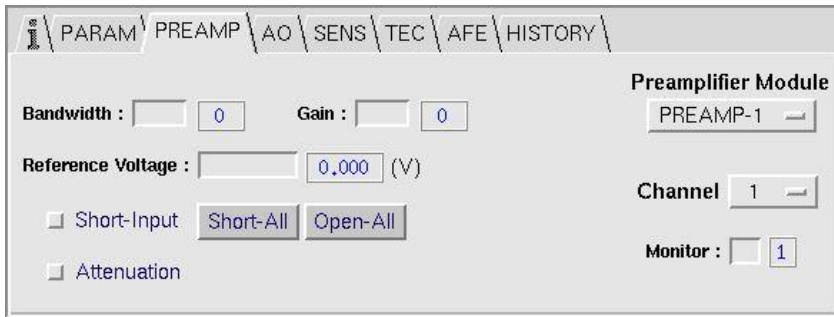 i PARAM PREAMP AO SENS TEC AFE HISTORY
Preamplifier Module
Bandwidth : 0 Gain : 0 PREAMP-1
Reference Voltage : 0.000 (V)
Channel 1
Short-Input Short-All Open-All
Monitor : 1
Attenuation